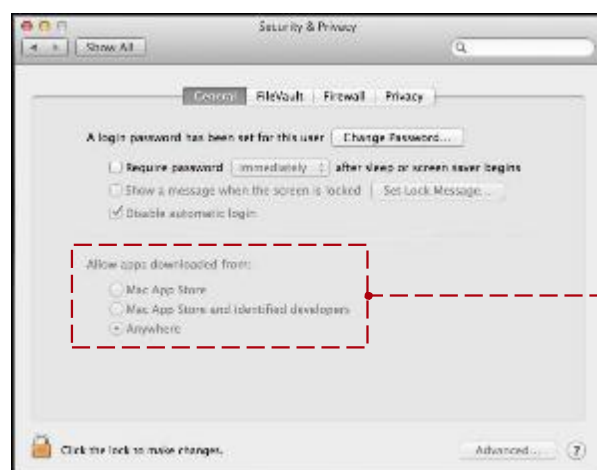 Security & Privacy
Show All
General FileVault Firewall Privacy
A login password has been set for this user Change Password...
Require password immediately after sleep or screen saver begins
Show a message when the screen is locked Set Lock Message...
Disable automatic login
Allow apps downloaded from:
Mac App Store
Mac App Store and identified developers
Anywhere
Click the lock to make changes.
Advanced... ?